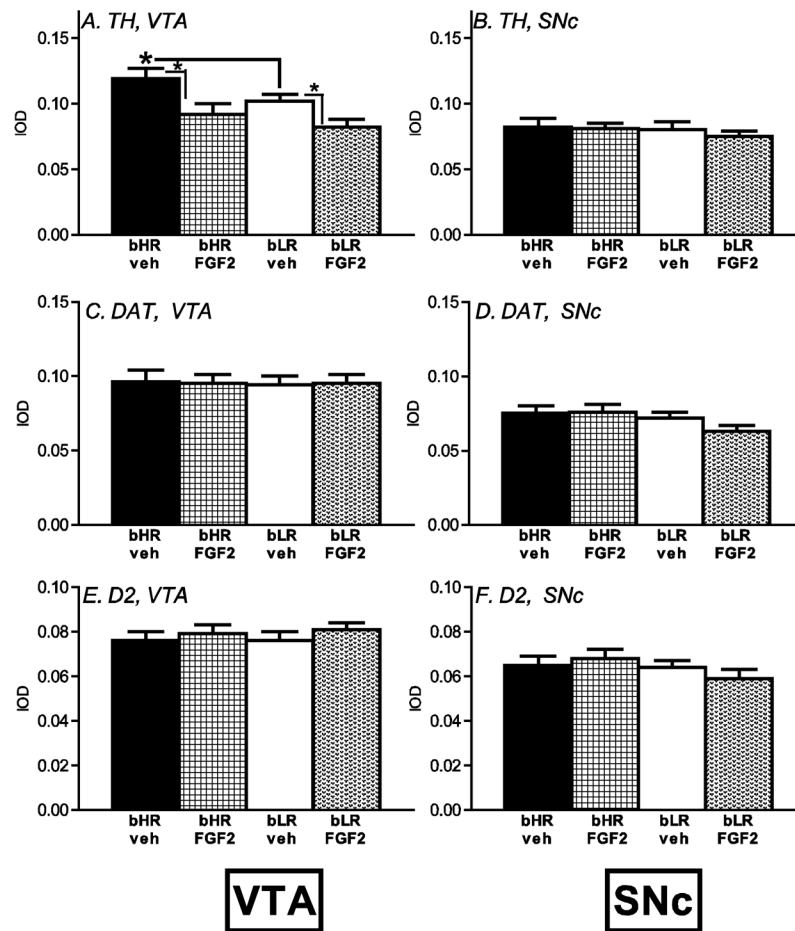 A. TH, VTA
0.15
0.10
0.05
0.00
IOD
*
*
*
bHR veh
bHR FGF2
bLR veh
bLR FGF2
B. TH, SNc
0.15
0.10
0.05
0.00
IOD
bHR veh
bHR FGF2
bLR veh
bLR FGF2
C. DAT, VTA
0.15
0.10
0.05
0.00
IOD
bHR veh
bHR FGF2
bLR veh
bLR FGF2
D. DAT, SNc
0.15
0.10
0.05
0.00
IOD
bHR veh
bHR FGF2
bLR veh
bLR FGF2
E. D2, VTA
0.10
0.08
0.06
0.04
0.02
0.00
IOD
bHR veh
bHR FGF2
bLR veh
bLR FGF2
F. D2, SNc
0.10
0.08
0.06
0.04
0.02
0.00
IOD
bHR veh
bHR FGF2
bLR veh
bLR FGF2
VTA
SNc